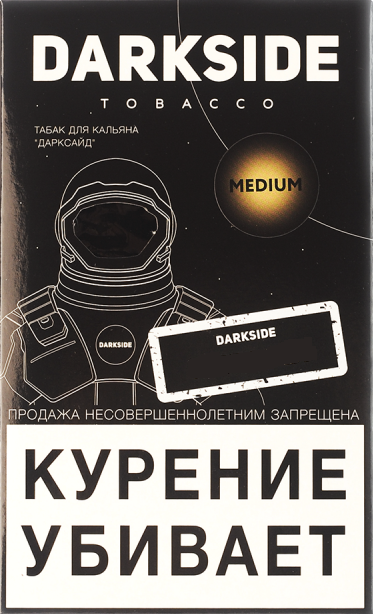 DARKSIDE
TOBACCO
ТАБАК ДЛЯ КАЛЬЯНА
"ДАРКСАЙД"
MEDIUM
DARKSIDE
DARKSIDE
ПРОДАЖА НЕСОВЕРШЕННОЛЕТНИМ ЗАПРЕЩЕНА
КУРЕНИЕ
УБИВАЕТ